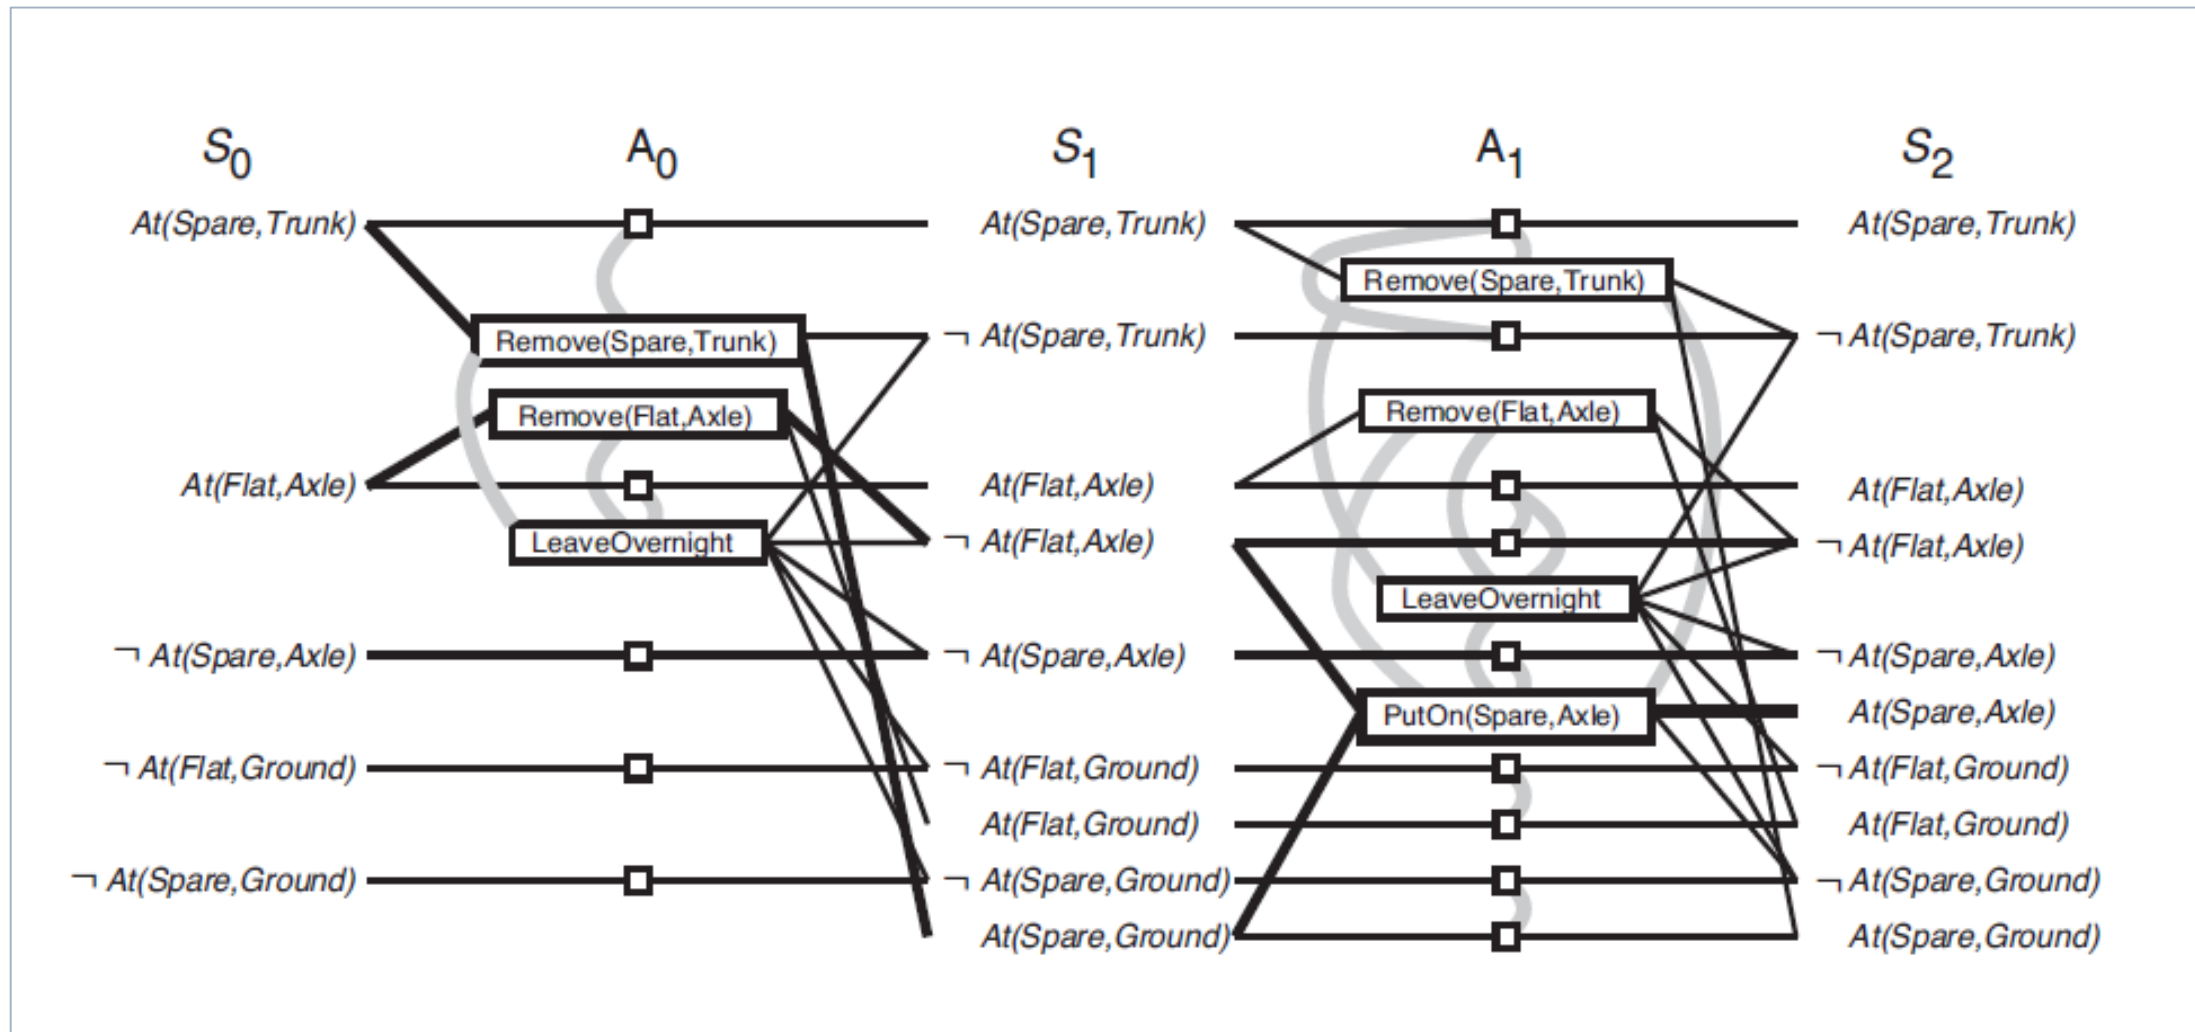 S0 A0 S1 A1 S2
At(Spare,Trunk) At(Spare,Trunk) At(Spare,Trunk)
Remove(Spare,Trunk)
Remove(Spare,Trunk) ¬ At(Spare,Trunk) ¬ At(Spare,Trunk)
Remove(Flat,Axle) Remove(Flat,Axle)
At(Flat,Axle) At(Flat,Axle) At(Flat,Axle)
LeaveOvernight ¬ At(Flat,Axle) ¬ At(Flat,Axle)
LeaveOvernight
¬ At(Spare,Axle) ¬ At(Spare,Axle) ¬ At(Spare,Axle)
PutOn(Spare,Axle) At(Spare,Axle)
¬ At(Flat,Ground) ¬ At(Flat,Ground) ¬ At(Flat,Ground)
At(Flat,Ground) At(Flat,Ground)
¬ At(Spare,Ground) ¬ At(Spare,Ground) ¬ At(Spare,Ground)
At(Spare,Ground) At(Spare,Ground)